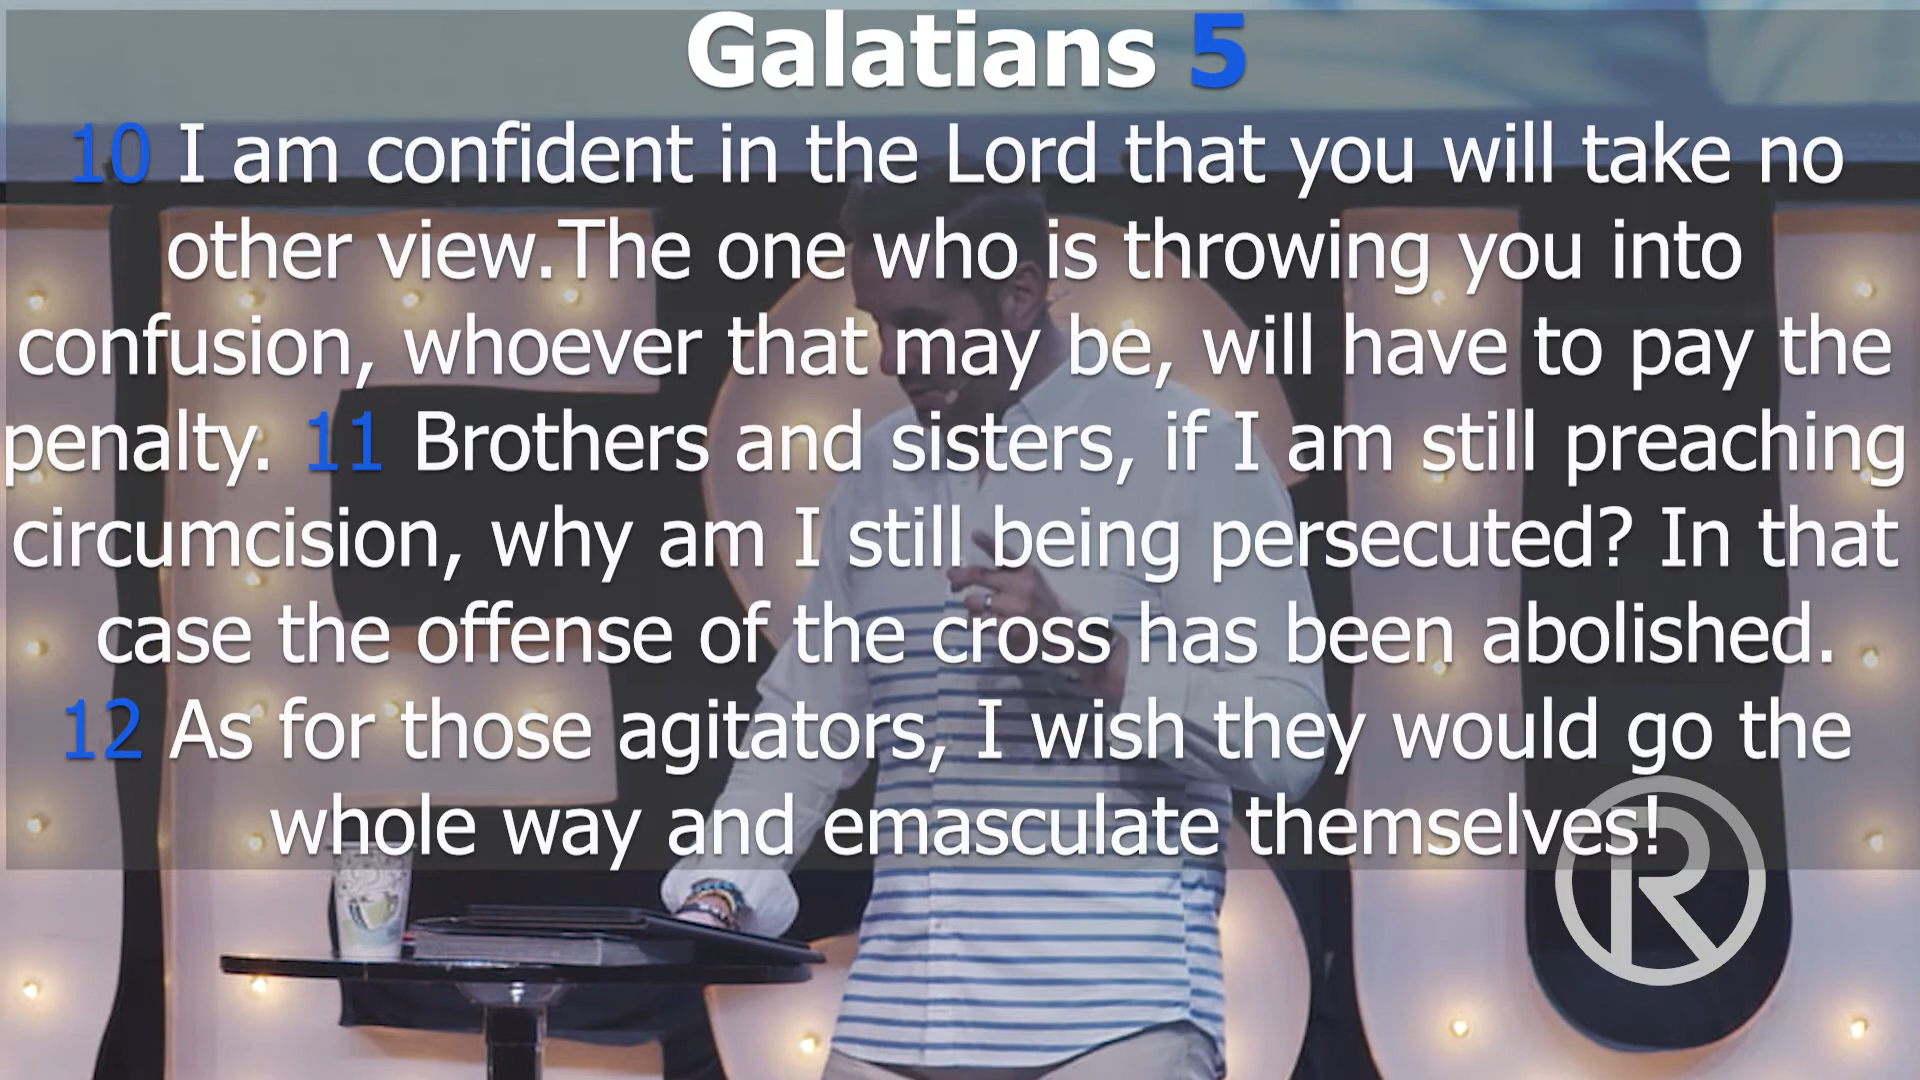 Galatians 5
10 I am confident in the Lord that you will take no
other view.The one who is throwing you into
confusion, whoever that may be, will have to pay the
penalty. 11 Brothers and sisters, if I am still preaching
circumcision, why am I still being persecuted? In that
case the offense of the cross has been abolished.
12 As for those agitators, I wish they would go the
whole way and emasculate themselves!
R